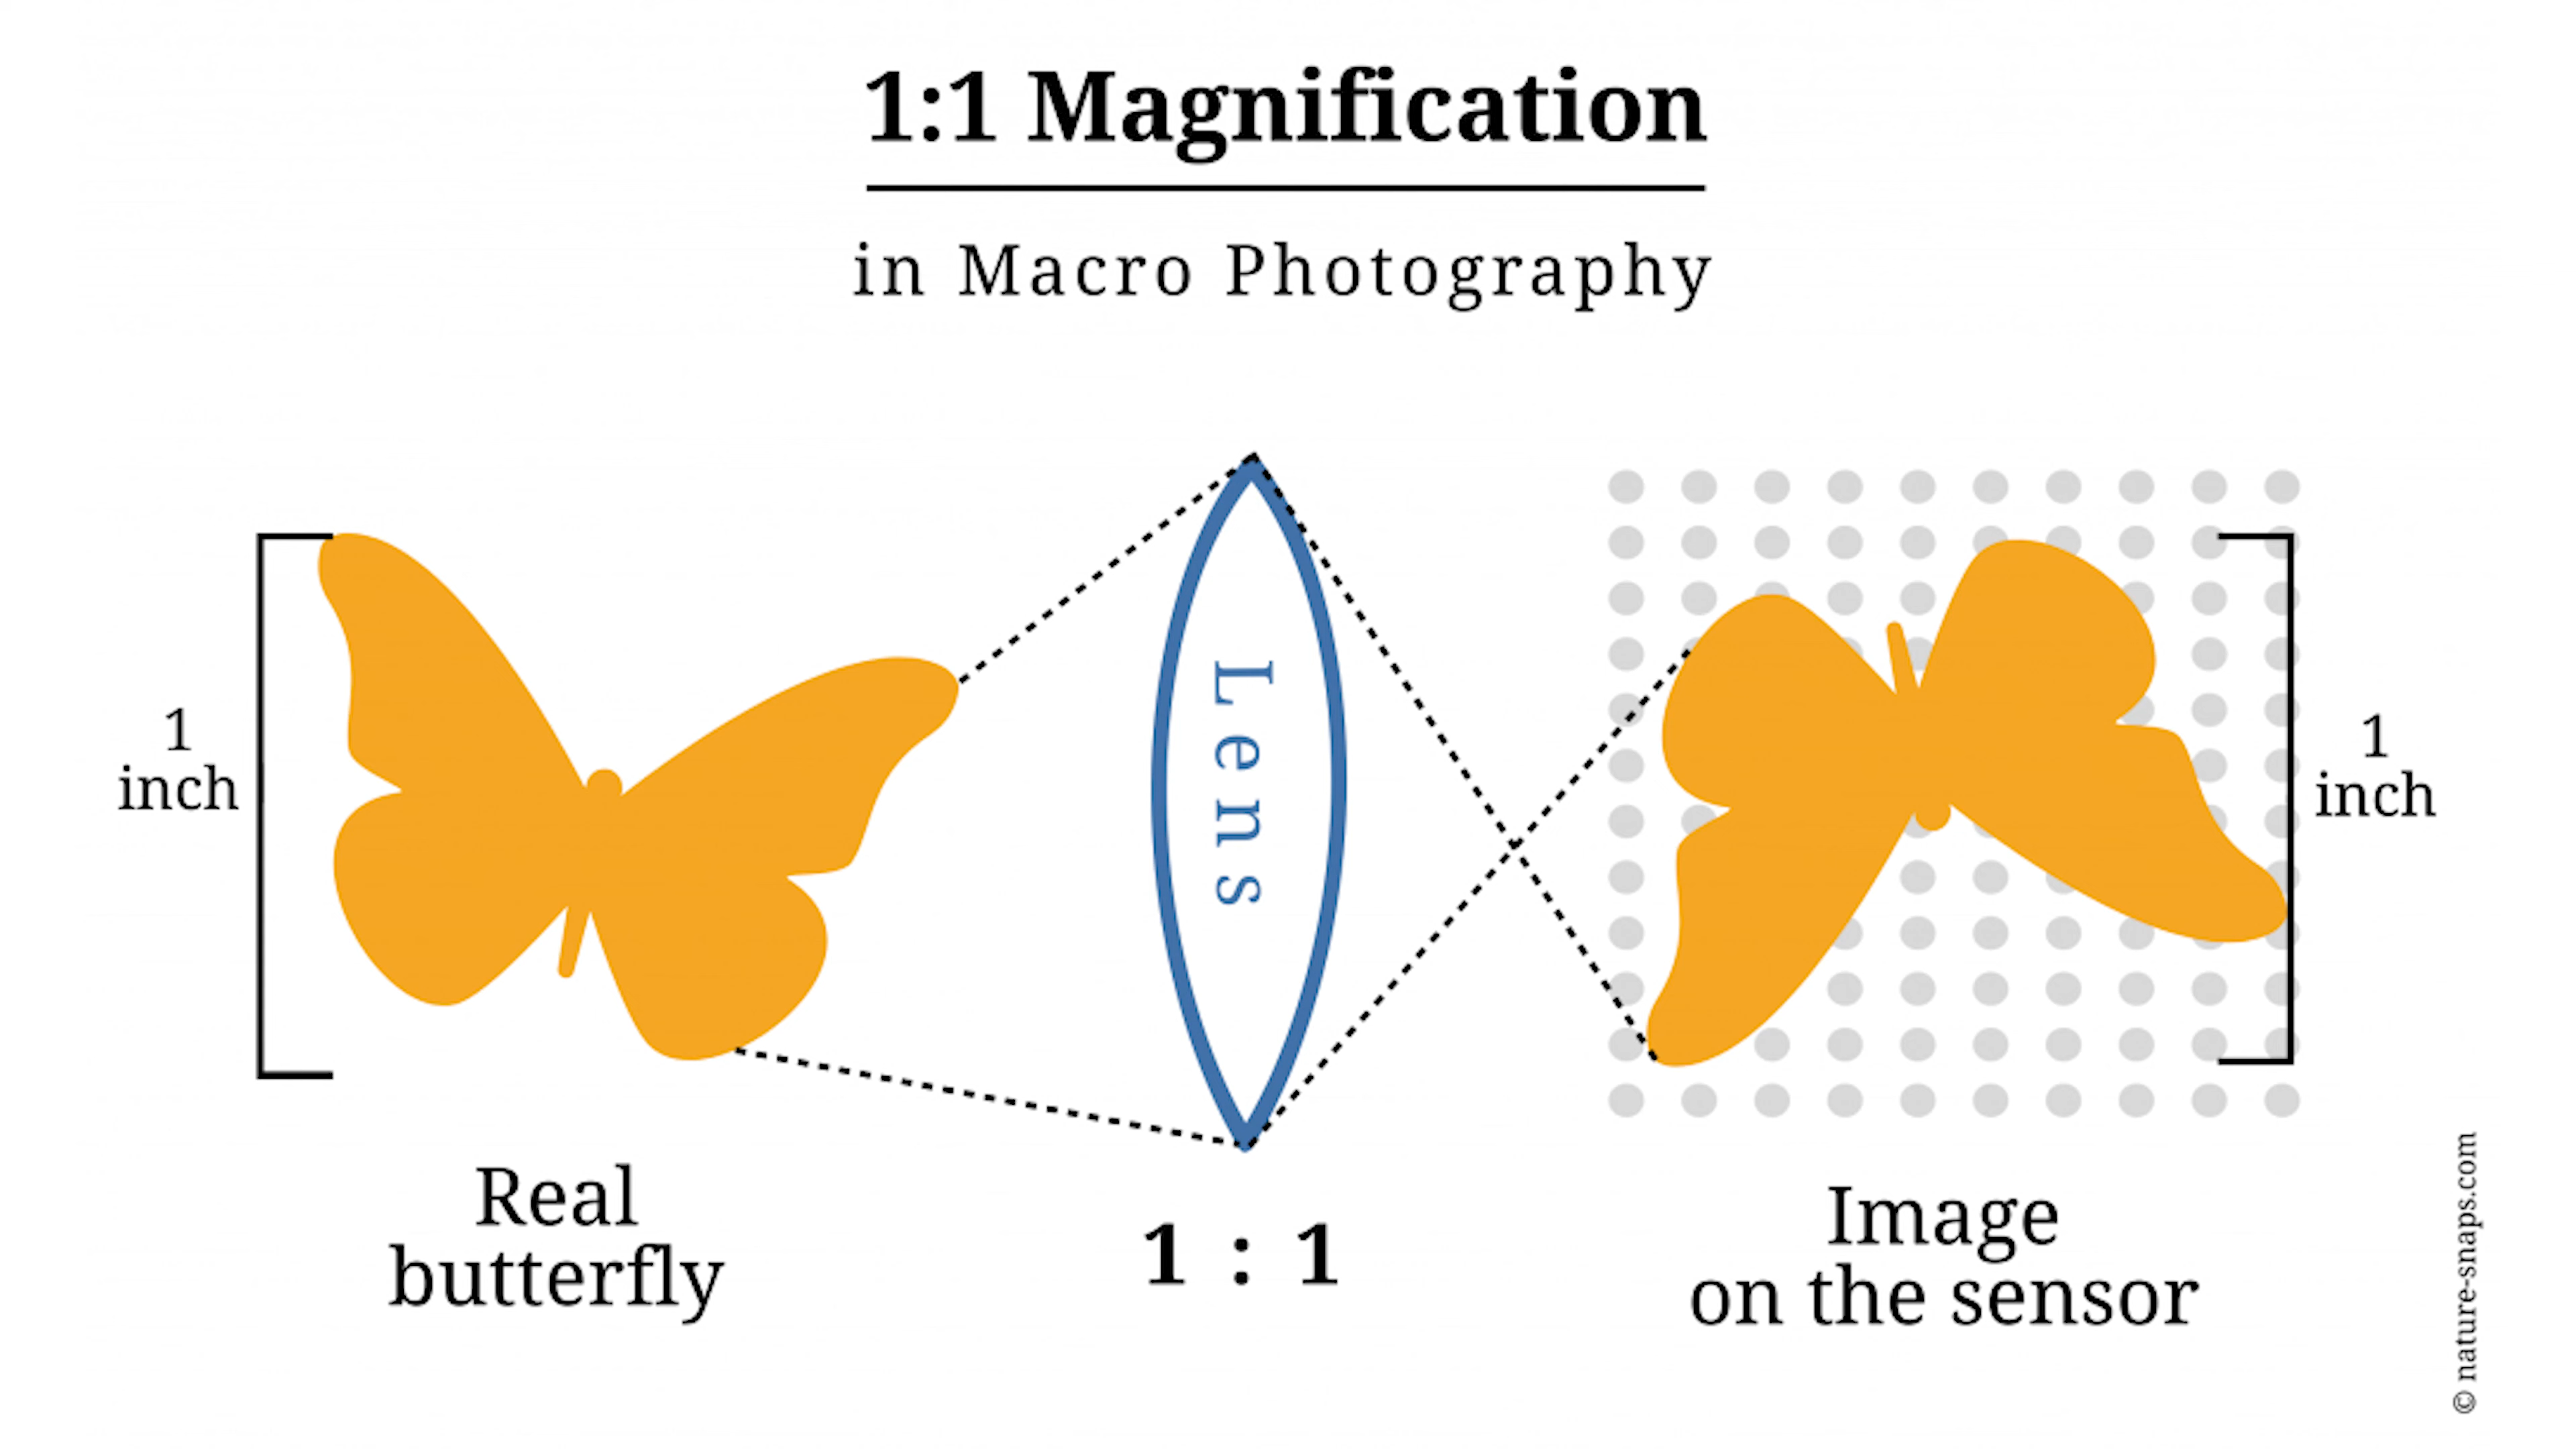 1:1 Magnification
in Macro Photography
1
inch
Lens
1
inch
Real
butterfly
1 : 1
Image
on the sensor
© nature-snaps.com